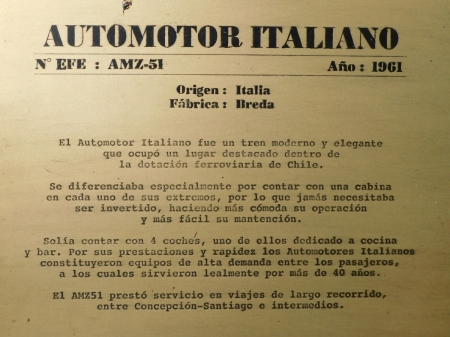 AUTOMOTOR ITALIANO
N° EFE : AMZ-51 Año : 1961
Origen : Italia
Fábrica : Breda
El Automotor Italiano fue un tren moderno y elegante
que ocupó un lugar destacado dentro de
la dotación ferroviaria de Chile.
Se diferenciaba especialmente por contar con una cabina
en cada uno de sus extremos, por lo que jamás necesitaba
ser invertido, haciendo más cómoda su operación
y más fácil su mantención.
Solía contar con 4 coches, uno de ellos dedicado a cocina
y bar. Por sus prestaciones y rapidez los Automotores Italianos
constituyeron equipos de alta demanda entre los pasajeros,
a los cuales sirvieron lealmente por más de 40 años.
El AMZ51 prestó servicio en viajes de largo recorrido,
entre Concepción-Santiago e intermedios.